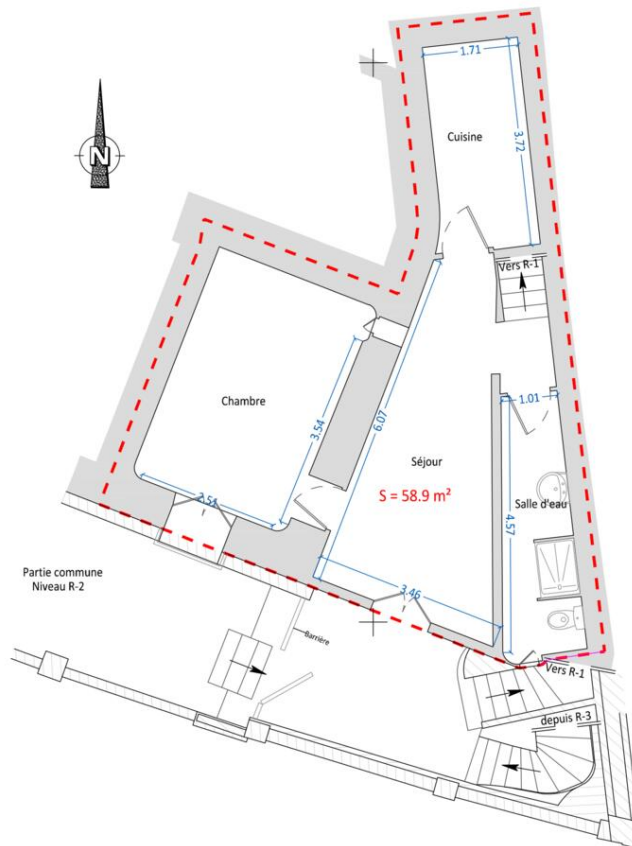 1.71
Cuisine
3.72
N
Vers R-1
Chambre
3.54
6.07
1.01
Séjour
S = 58.9 m²
4.57
Salle d'eau
2.51
3.46
Partie commune
Niveau R-2
Barrière
Vers R-1
depuis R-3